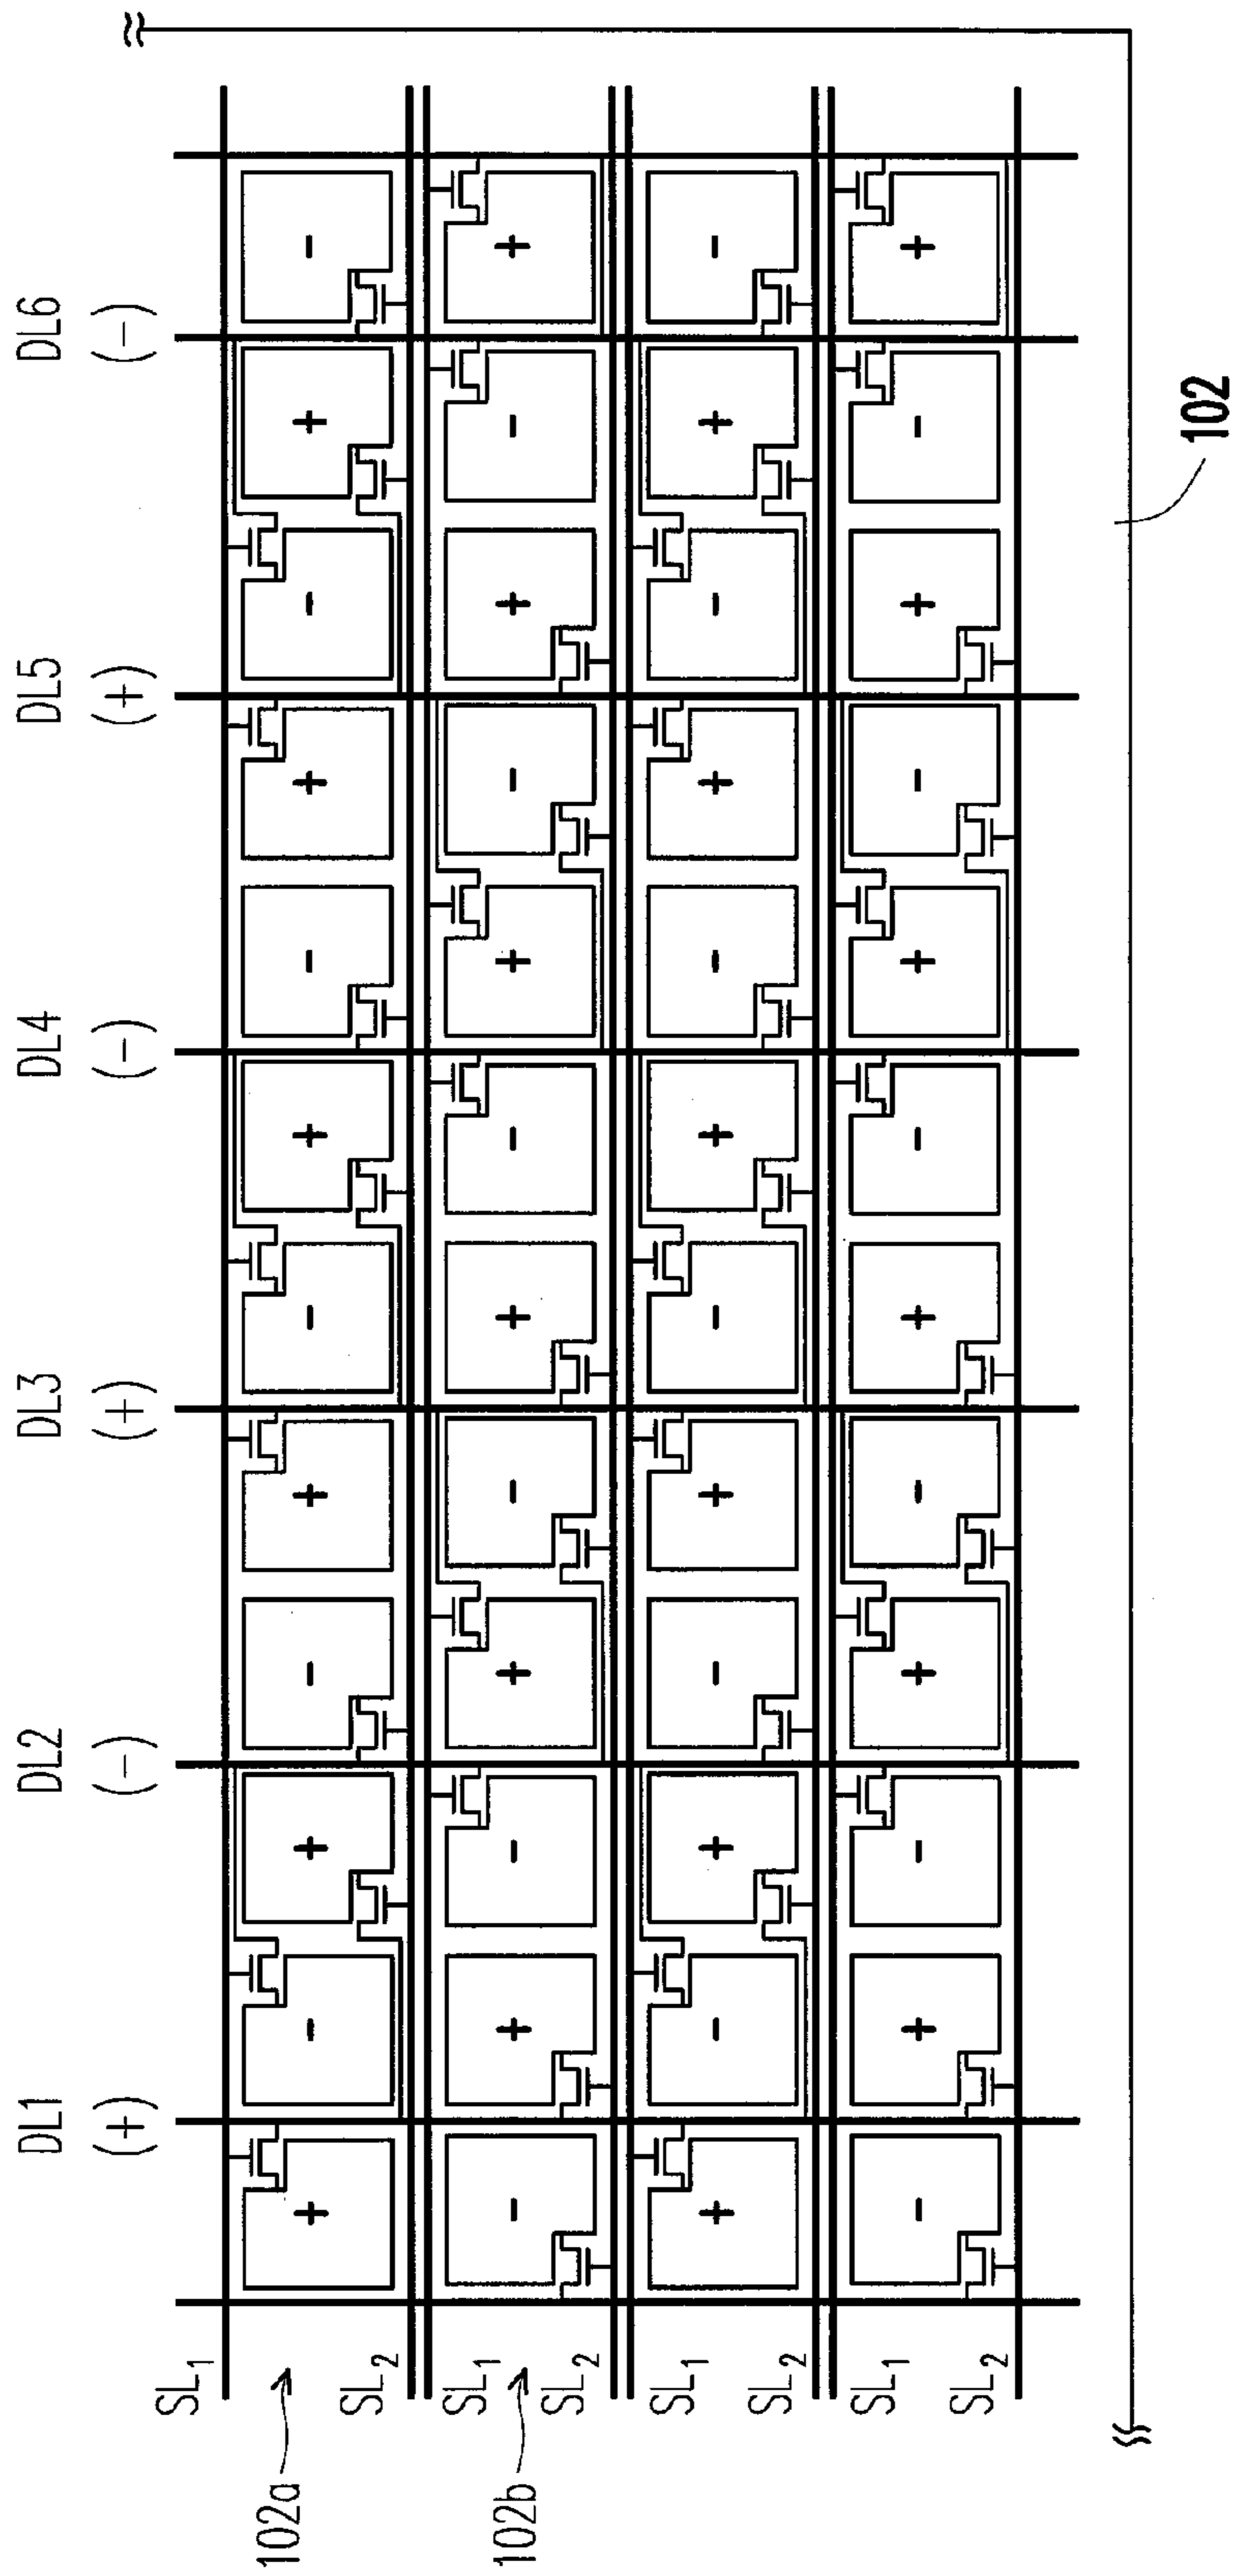 DL1 DL2 DL3 DL4 DL5 DL6
(+) (-) (+) (-) (+) (-)
SL1
+ - + - + - + - + - + -
102a
SL2
SL1
- + - + - + - + - + - +
102b
SL2
SL1
+ - + - + - + - + - + -
SL2
SL1
- + - + - + - + - + - +
SL2
102